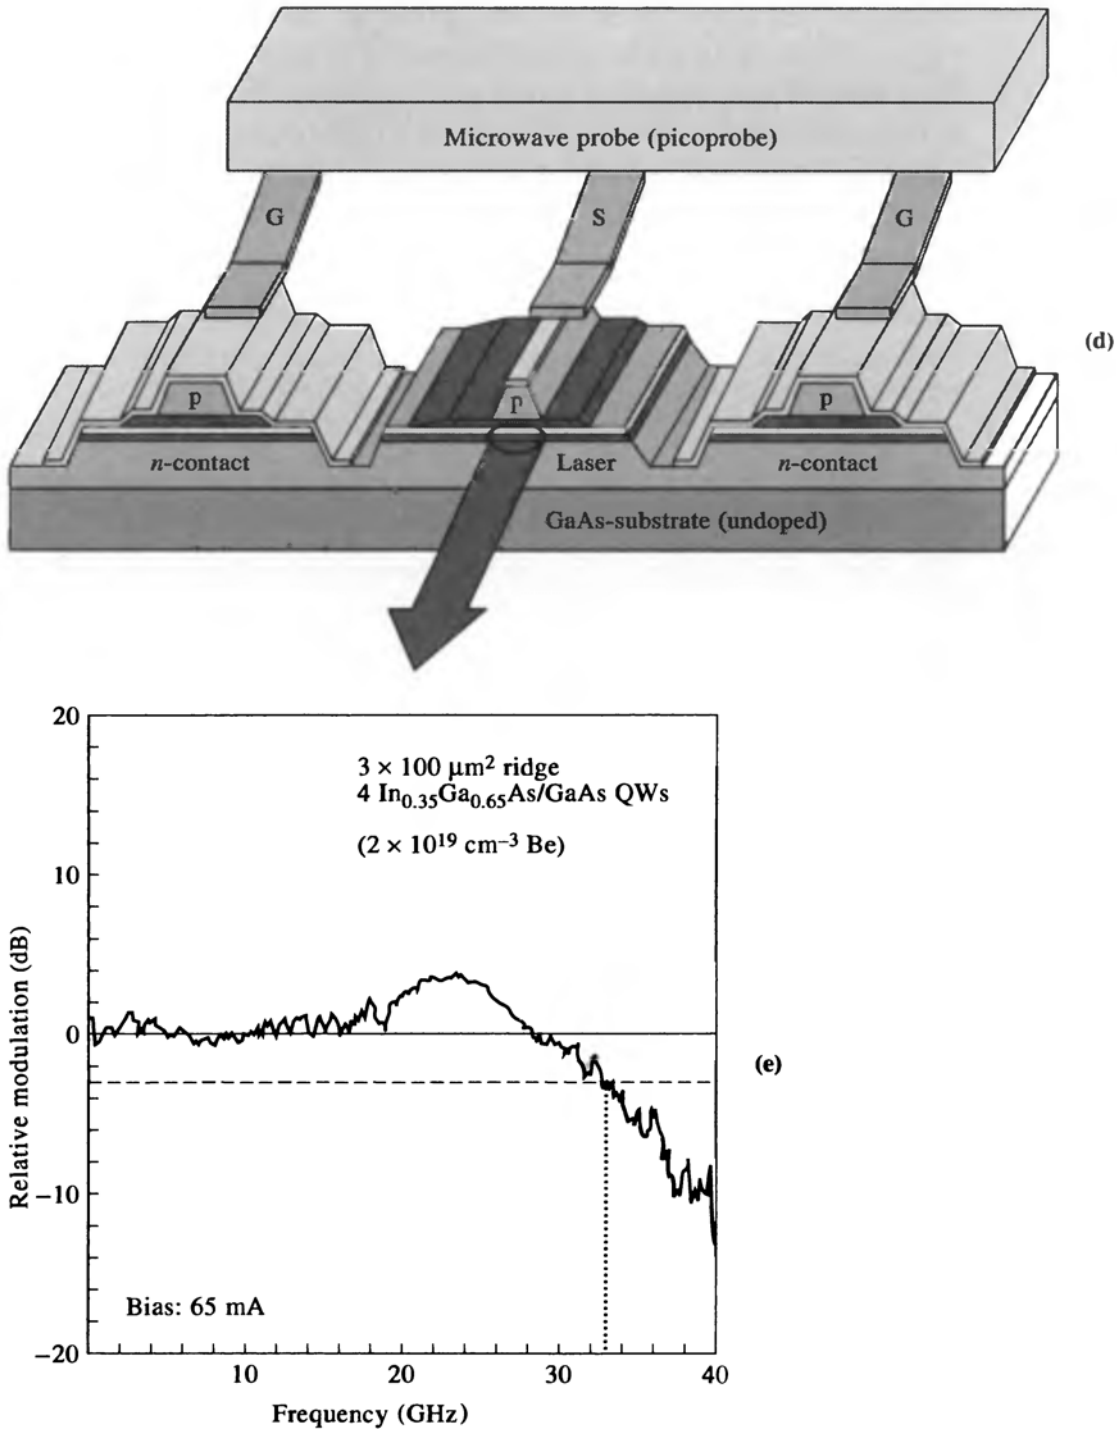 Microwave probe (picoprobe)
G
S
G
(d)
p
p
p
n-contact
Laser
n-contact
GaAs-substrate (undoped)
20
3 × 100 μm² ridge
4 In₀.₃₅Ga₀.₆₅As/GaAs QWs
(2 × 10¹⁹ cm⁻³ Be)
10
Relative modulation (dB)
0
(e)
−10
Bias: 65 mA
−20
10
20
30
40
Frequency (GHz)